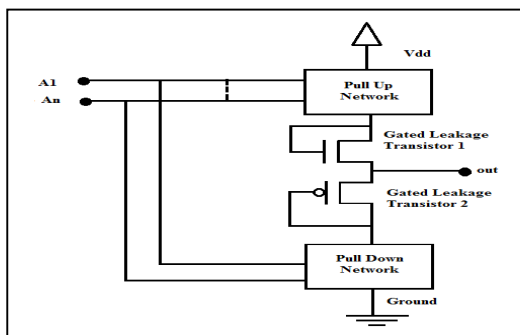 Vdd
A1
An
Pull Up
Network
Gated Leakage
Transistor 1
out
Gated Leakage
Transistor 2
Pull Down
Network
Ground